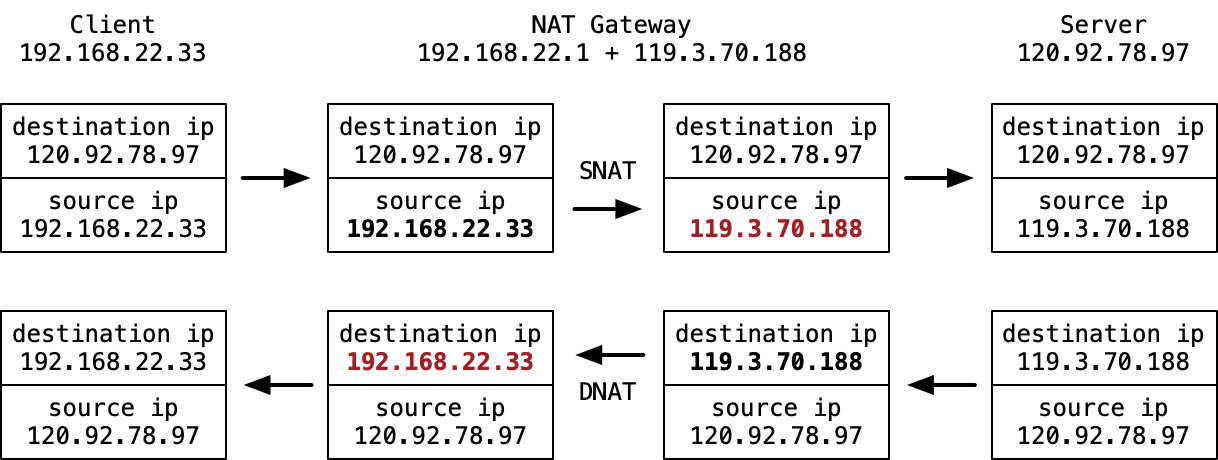 Client
192.168.22.33
NAT Gateway
192.168.22.1 + 119.3.70.188
Server
120.92.78.97
destination ip
120.92.78.97
source ip
192.168.22.33
destination ip
120.92.78.97
source ip
192.168.22.33
SNAT
destination ip
120.92.78.97
source ip
119.3.70.188
destination ip
120.92.78.97
source ip
119.3.70.188
destination ip
192.168.22.33
source ip
120.92.78.97
destination ip
192.168.22.33
source ip
120.92.78.97
DNAT
destination ip
119.3.70.188
source ip
120.92.78.97
destination ip
119.3.70.188
source ip
120.92.78.97